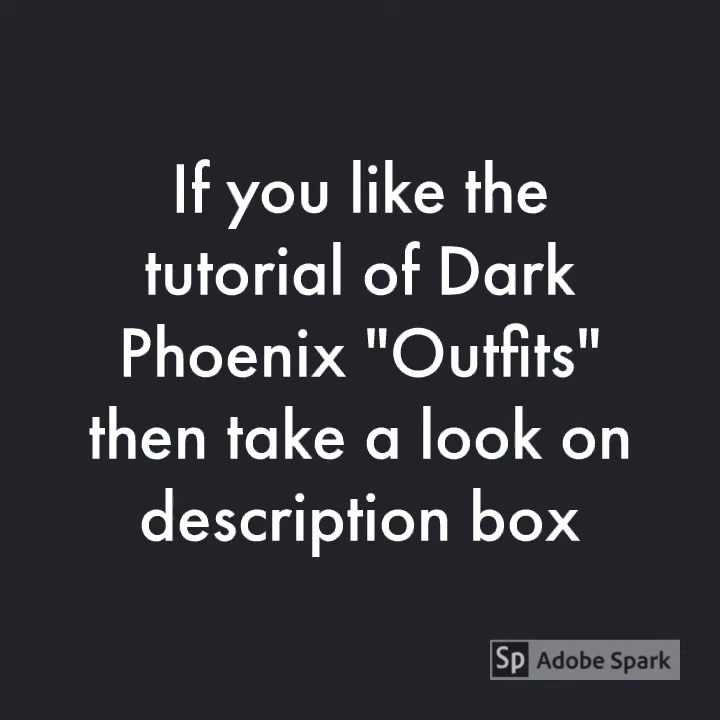 If you like the
tutorial of Dark
Phoenix "Outfits"
then take a look on
description box
Sp Adobe Spark